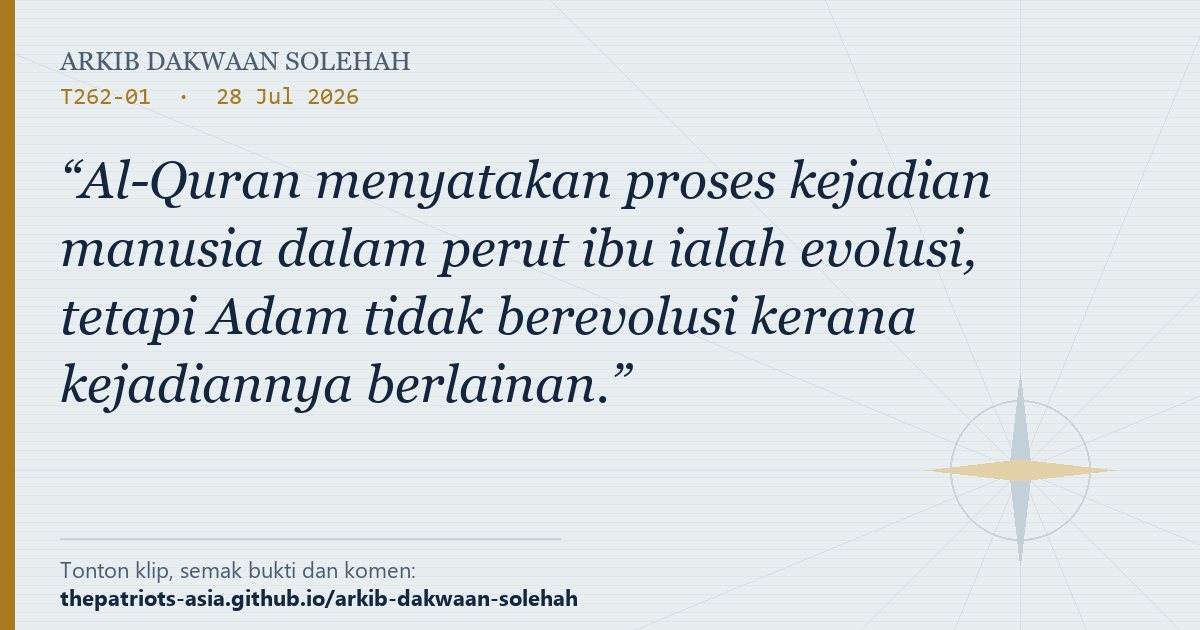 ARKIB DAKWAAN SOLEHAH
T262-01 · 28 Jul 2026
“Al-Quran menyatakan proses kejadian
manusia dalam perut ibu ialah evolusi,
tetapi Adam tidak berevolusi kerana
kejadiannya berlainan.”
Tonton klip, semak bukti dan komen:
thepatriots-asia.github.io/arkib-dakwaan-solehah